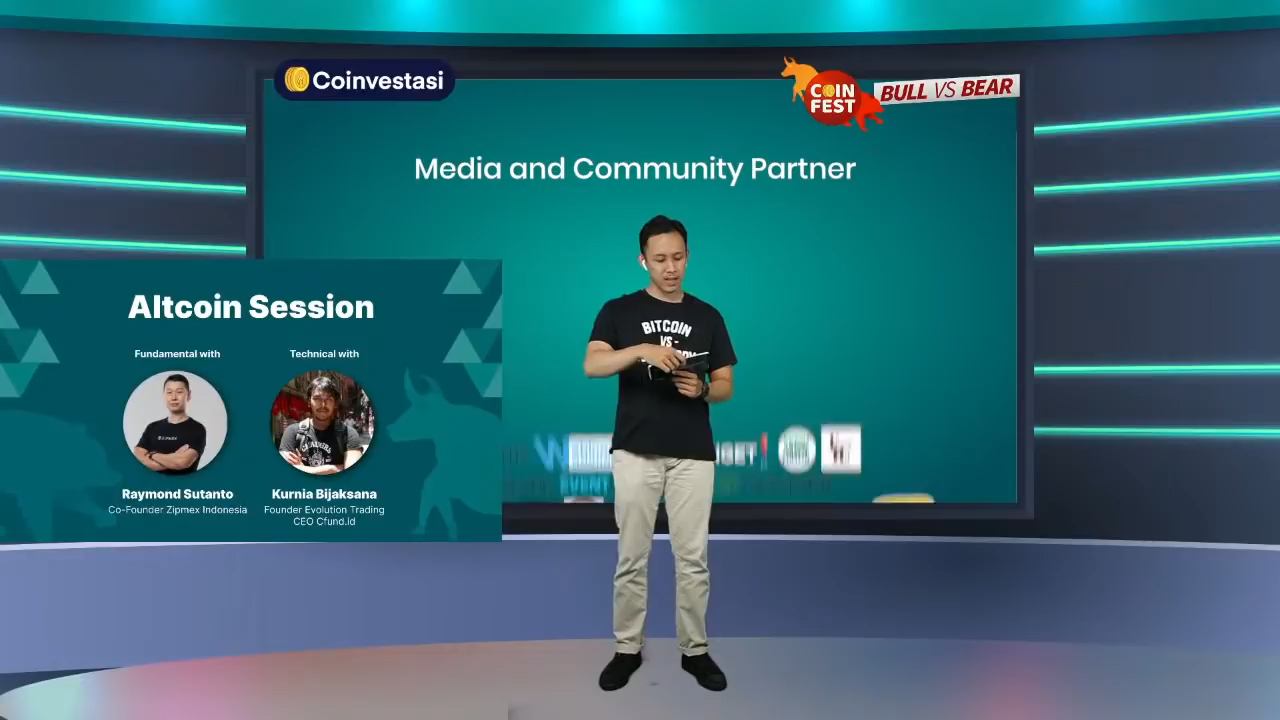 Coinvestasi
COIN
FEST
BULL VS BEAR
Media and Community Partner
Altcoin Session
Fundamental with
Technical with
Raymond Sutanto
Co-Founder Zipmex Indonesia
Kurnia Bijaksana
Founder Evolution Trading
CEO Cfund.id
BITCOIN
VS-